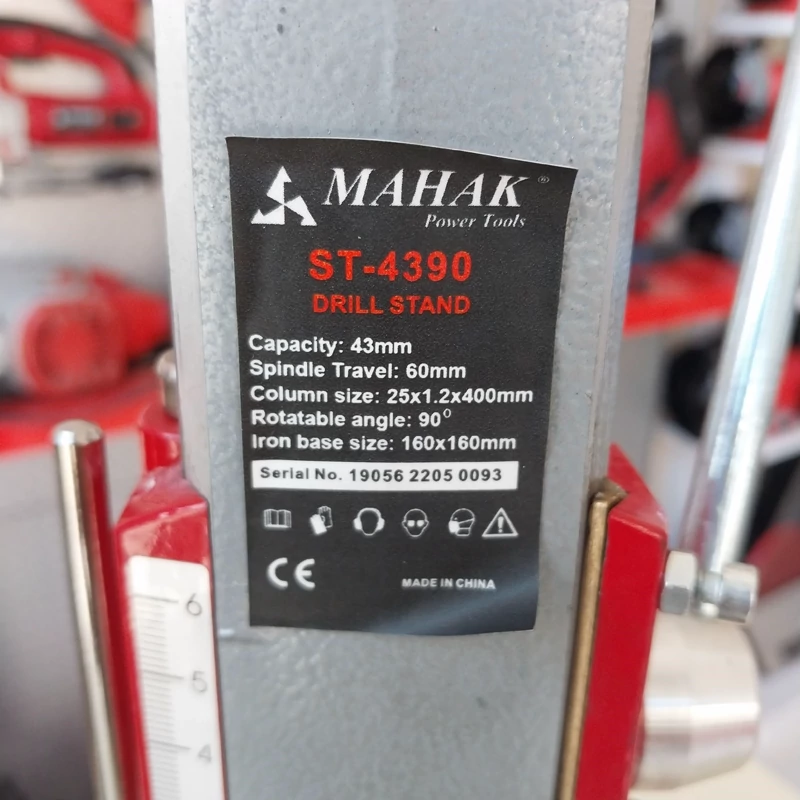 MAHAK®
Power Tools
ST-4390
DRILL STAND
Capacity: 43mm
Spindle Travel: 60mm
Column size: 25x1.2x400mm
Rotatable angle: 90°
Iron base size: 160x160mm
Serial No. 19056 2205 0093
CE
MADE IN CHINA
6
5
4